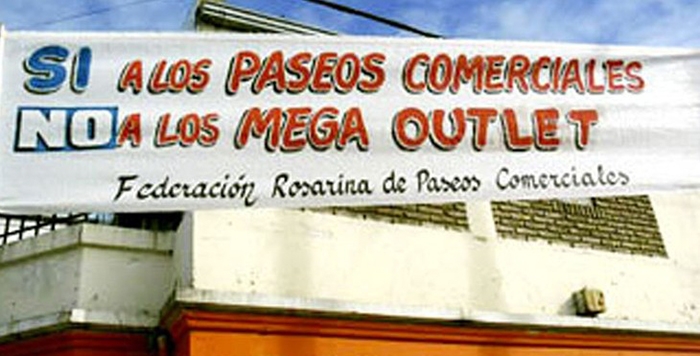 SI A LOS PASEOS COMERCIALES
NO A LOS MEGA OUTLET
Federación Rosarina de Paseos Comerciales